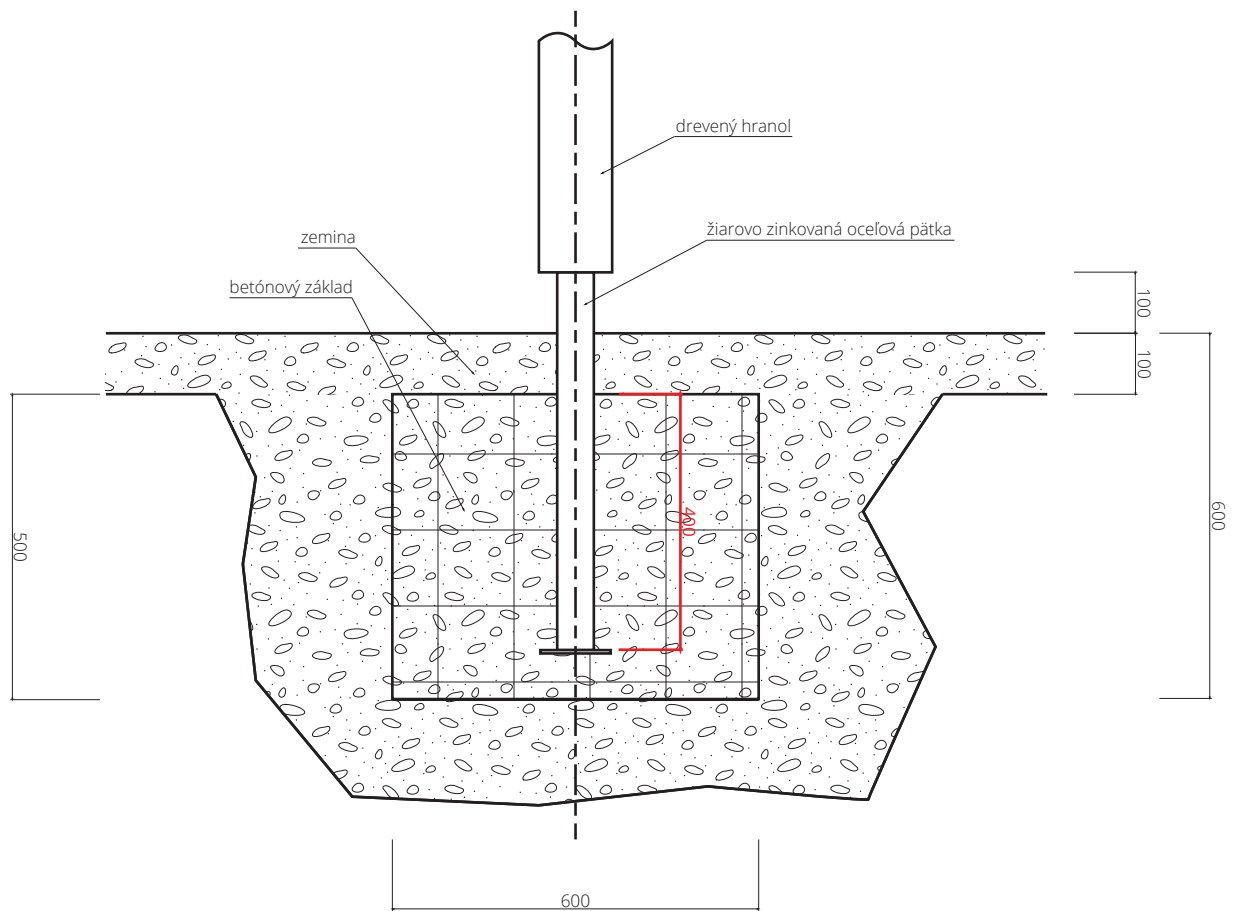 drevený hranol
žiarovo zinkovaná oceľová pätka
zemina
betónový základ
100
100
400
500
600
600